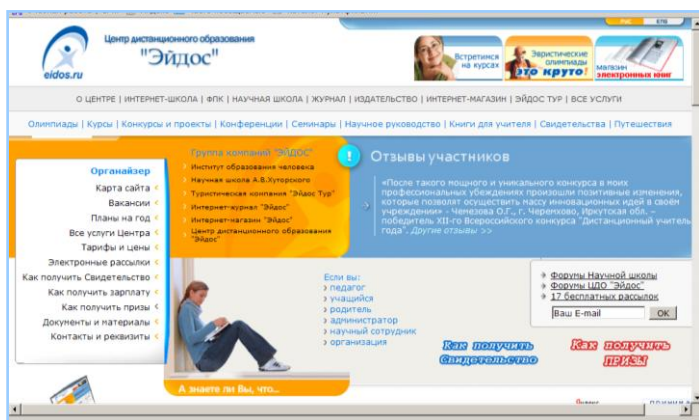 РУС ENG
Центр дистанционного образования
"Эйдос"
eidos.ru
Встретимся
на курсах
Эвристические
олимпиады
это круто!
магазин
электронных книг
О ЦЕНТРЕ | ИНТЕРНЕТ-ШКОЛА | ФПК | НАУЧНАЯ ШКОЛА | ЖУРНАЛ | ИЗДАТЕЛЬСТВО | ИНТЕРНЕТ-МАГАЗИН | ЭЙДОС ТУР | ВСЕ УСЛУГИ
Олимпиады | Курсы | Конкурсы и проекты | Конференции | Семинары | Научное руководство | Книги для учителя | Свидетельства | Путешествия
Органайзер
Карта сайта
Вакансии
Планы на год
Все услуги Центра
Тарифы и цены
Электронные рассылки
Как получить Свидетельство
Как получить зарплату
Как получить призы
Документы и материалы
Контакты и реквизиты
Группа компаний "ЭЙДОС"
Институт образования человека
Научная школа А.В.Хуторского
Туристическая компания "Эйдос Тур"
Интернет-журнал "Эйдос"
Интернет-магазин "Эйдос"
Центр дистанционного образования
"Эйдос"
Отзывы участников
«После такого мощного и уникального конкурса в моих
профессиональных убеждениях произошли позитивные изменения,
которые позволят осуществить массу инновационных идей в своём
учреждении» - Чемезова О.Г., г. Черемхово, Иркутская обл. –
победитель XII-го Всероссийского конкурса "Дистанционный учитель
года". Другие отзывы >>
Если вы:
педагог
учащийся
родитель
администратор
научный сотрудник
организация
Форумы Научной школы
Форумы ЦДО "Эйдос"
17 бесплатных рассылок
Ваш E-mail OK
Как получить
Свидетельство
Как получить
ПРИЗЫ
А знаете ли Вы, что...